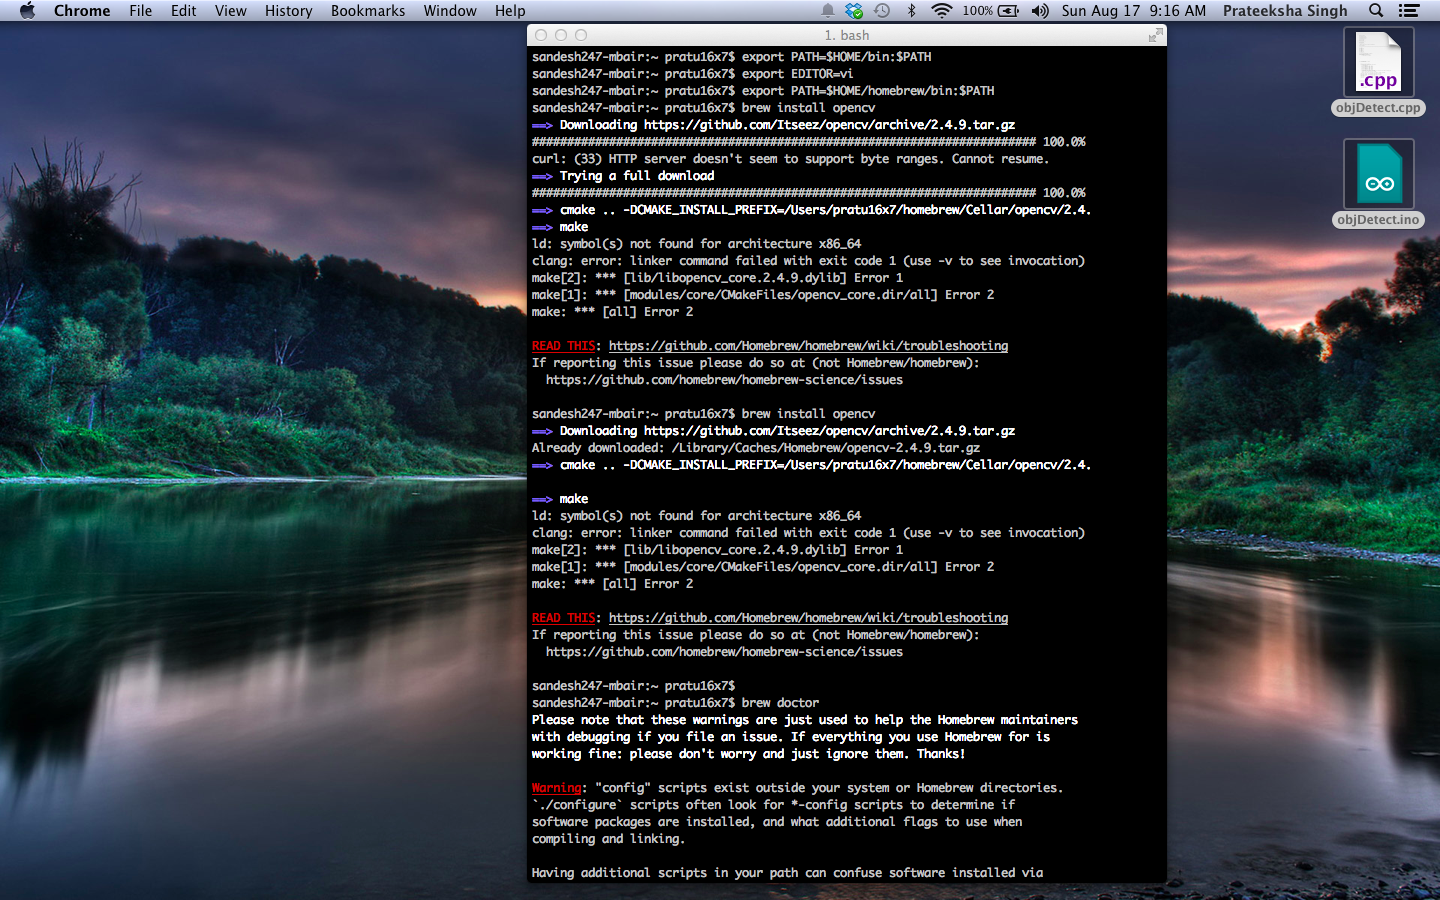 Chrome File Edit View History Bookmarks Window Help 100% Sun Aug 17 9:16 AM Prateeksha Singh
1. bash
sandesh247-mbair:~ pratu16x7$ export PATH=$HOME/bin:$PATH
sandesh247-mbair:~ pratu16x7$ export EDITOR=vi
sandesh247-mbair:~ pratu16x7$ export PATH=$HOME/homebrew/bin:$PATH
sandesh247-mbair:~ pratu16x7$ brew install opencv
==> Downloading https://github.com/Itseez/opencv/archive/2.4.9.tar.gz
######################################################################## 100.0%
curl: (33) HTTP server doesn't seem to support byte ranges. Cannot resume.
==> Trying a full download
######################################################################## 100.0%
==> cmake .. -DCMAKE_INSTALL_PREFIX=/Users/pratu16x7/homebrew/Cellar/opencv/2.4.
==> make
ld: symbol(s) not found for architecture x86_64
clang: error: linker command failed with exit code 1 (use -v to see invocation)
make[2]: *** [lib/libopencv_core.2.4.9.dylib] Error 1
make[1]: *** [modules/core/CMakeFiles/opencv_core.dir/all] Error 2
make: *** [all] Error 2
READ THIS: https://github.com/Homebrew/homebrew/wiki/troubleshooting
If reporting this issue please do so at (not Homebrew/homebrew):
https://github.com/homebrew/homebrew-science/issues
sandesh247-mbair:~ pratu16x7$ brew install opencv
==> Downloading https://github.com/Itseez/opencv/archive/2.4.9.tar.gz
Already downloaded: /Library/Caches/Homebrew/opencv-2.4.9.tar.gz
==> cmake .. -DCMAKE_INSTALL_PREFIX=/Users/pratu16x7/homebrew/Cellar/opencv/2.4.
==> make
ld: symbol(s) not found for architecture x86_64
clang: error: linker command failed with exit code 1 (use -v to see invocation)
make[2]: *** [lib/libopencv_core.2.4.9.dylib] Error 1
make[1]: *** [modules/core/CMakeFiles/opencv_core.dir/all] Error 2
make: *** [all] Error 2
READ THIS: https://github.com/Homebrew/homebrew/wiki/troubleshooting
If reporting this issue please do so at (not Homebrew/homebrew):
https://github.com/homebrew/homebrew-science/issues
sandesh247-mbair:~ pratu16x7$
sandesh247-mbair:~ pratu16x7$ brew doctor
Please note that these warnings are just used to help the Homebrew maintainers
with debugging if you file an issue. If everything you use Homebrew for is
working fine: please don't worry and just ignore them. Thanks!
Warning: "config" scripts exist outside your system or Homebrew directories.
`./configure` scripts often look for *-config scripts to determine if
software packages are installed, and what additional flags to use when
compiling and linking.
Having additional scripts in your path can confuse software installed via
.cpp
objDetect.cpp
objDetect.ino